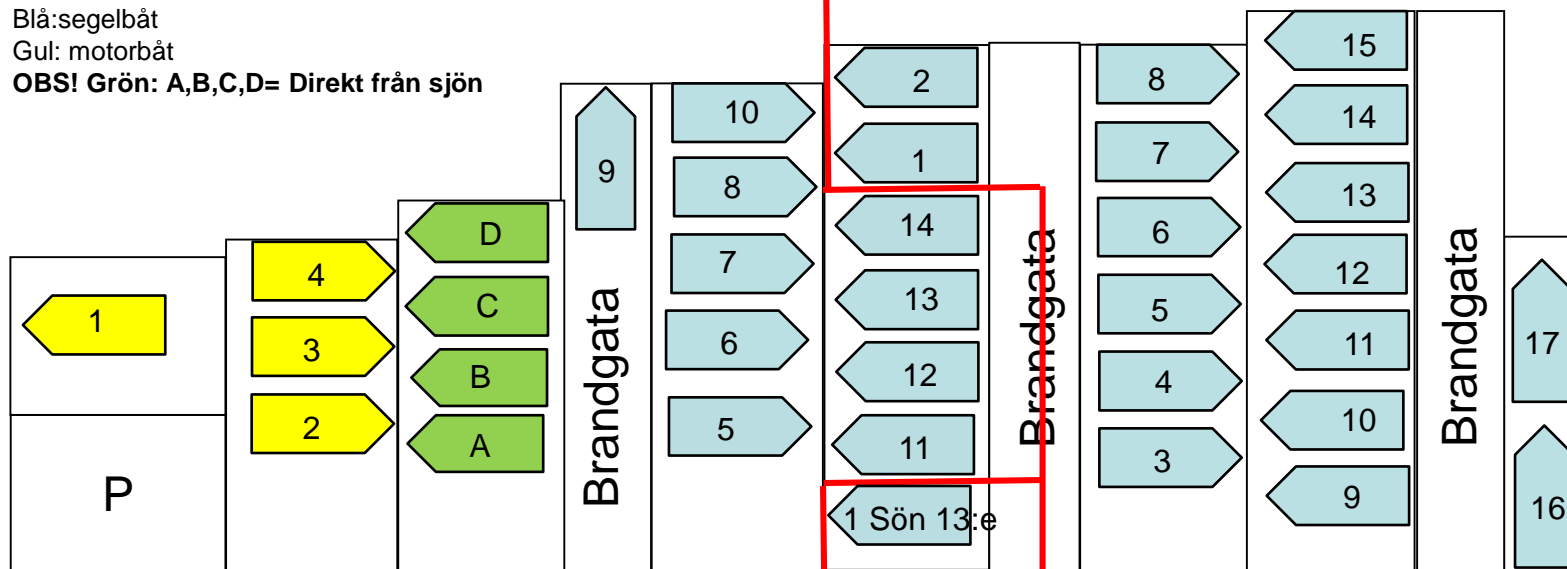 Blå:segelbåt
Gul: motorbåt
OBS! Grön: A,B,C,D= Direkt från sjön
1
P
4
3
2
D
C
B
A
9
Brandgata
10
8
7
6
5
2
1
14
13
12
11
1 Sön 13:e
Brandgata
8
7
6
5
4
3
15
14
13
12
11
10
9
Brandgata
17
16